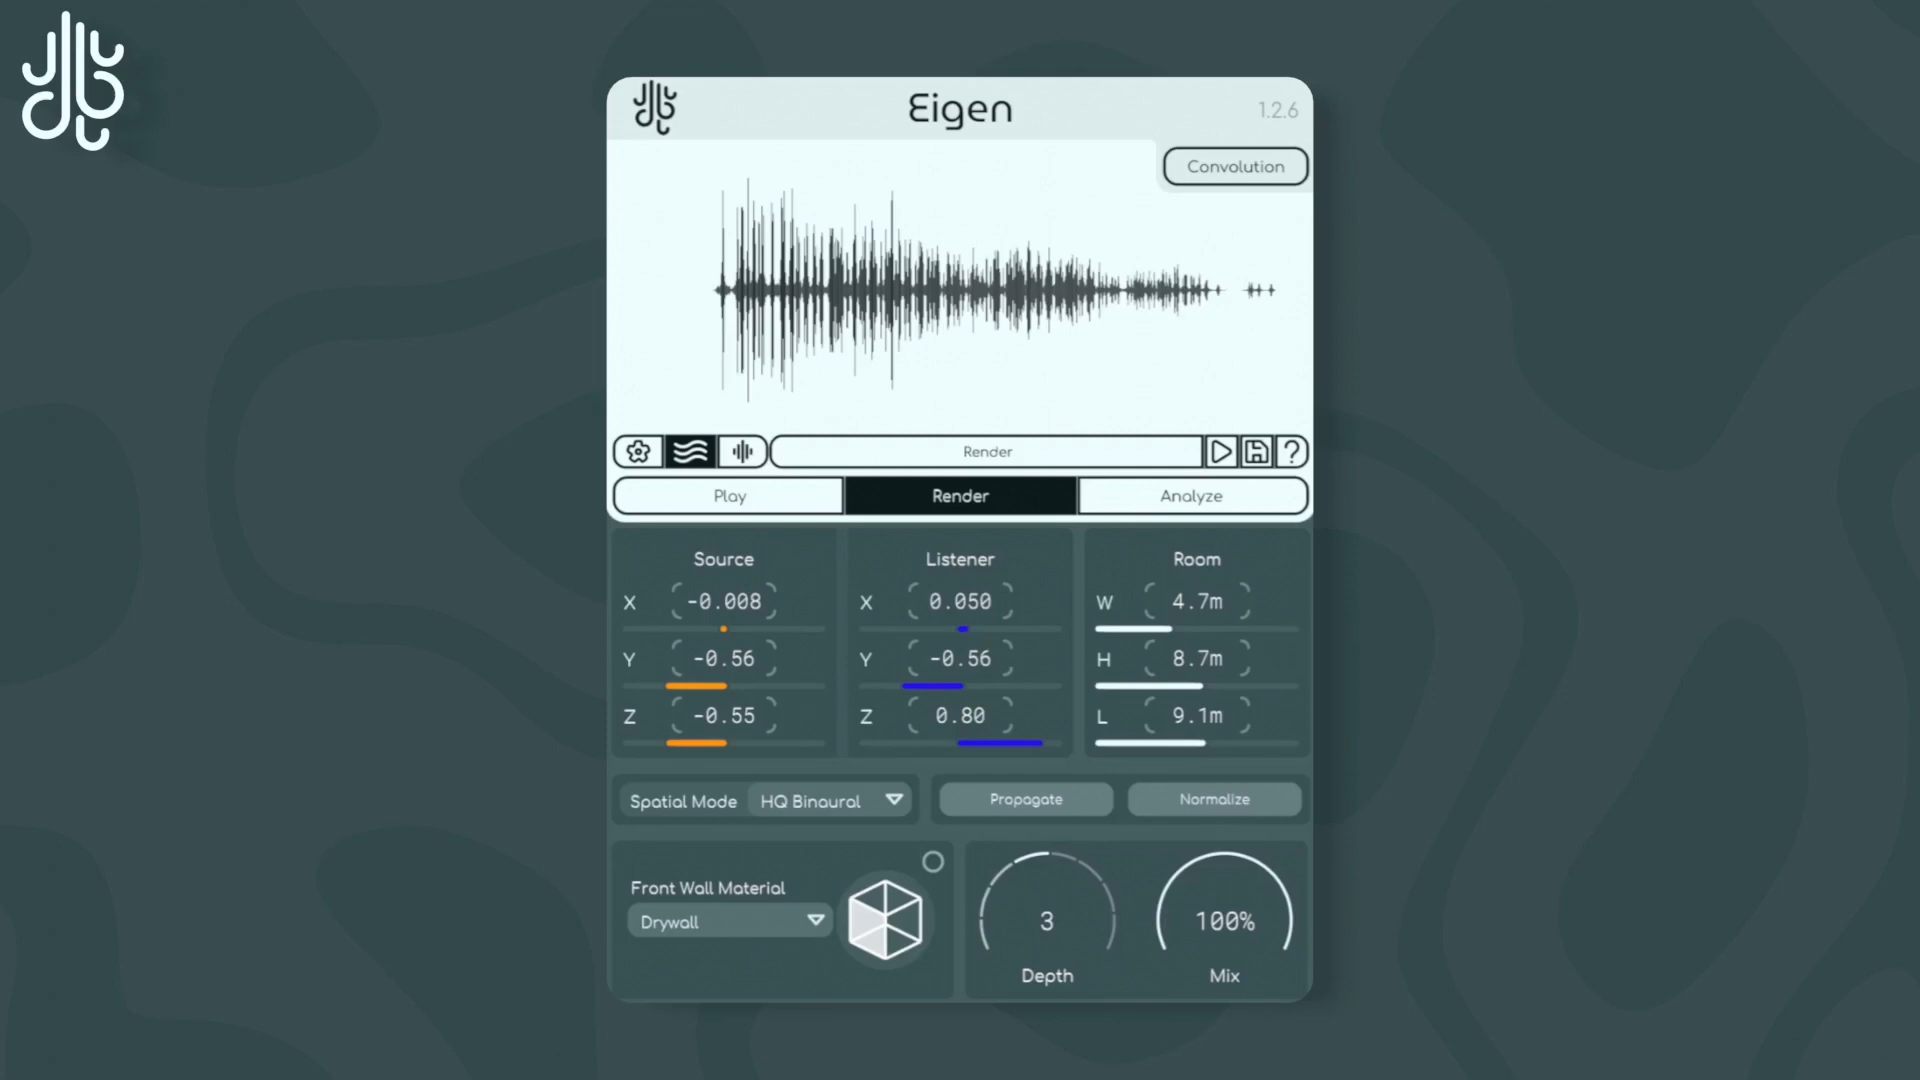 Eigen
1.2.6
Convolution
Render
?
Play Render Analyze
Source Listener Room
X -0.008 X 0.050 W 4.7m
Y -0.56 Y -0.56 H 8.7m
Z -0.55 Z 0.80 L 9.1m
Spatial Mode HQ Binaural Propagate Normalize
Front Wall Material
Drywall
3 100%
Depth Mix